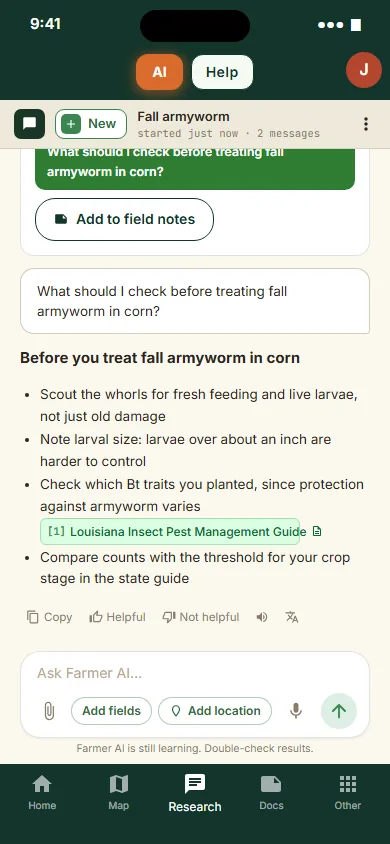 9:41
AI
Help
J
New
Fall armyworm
started just now · 2 messages
What should I check before treating fall
armyworm in corn?
Add to field notes
What should I check before treating fall
armyworm in corn?
Before you treat fall armyworm in corn
• Scout the whorls for fresh feeding and live larvae,
not just old damage
• Note larval size: larvae over about an inch are
harder to control
• Check which Bt traits you planted, since protection
against armyworm varies
[1] Louisiana Insect Pest Management Guide
• Compare counts with the threshold for your crop
stage in the state guide
Copy
Helpful
Not helpful
Ask Farmer AI...
Add fields
Add location
Farmer AI is still learning. Double-check results.
Home
Map
Research
Docs
Other